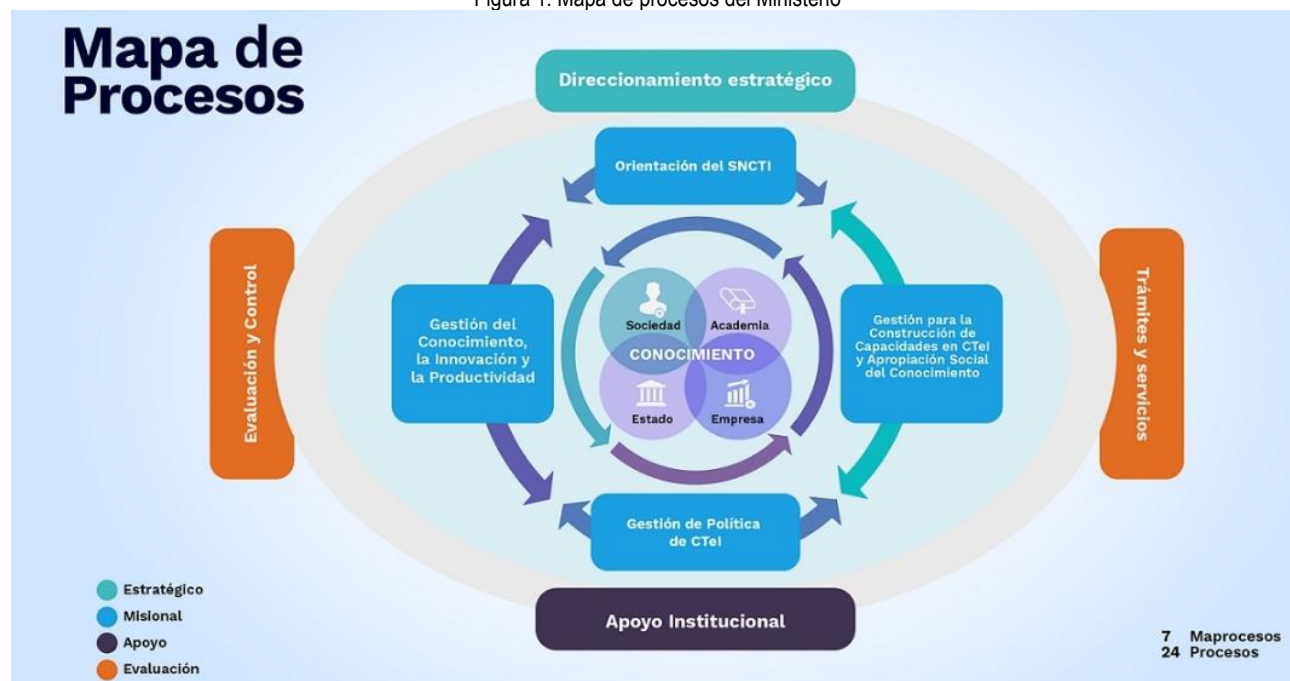 Figura 1. Mapa de procesos del Ministerio
Mapa de
Procesos
Direccionamiento estratégico
Orientación del SNCTI
Evaluación y Control
Gestión del
Conocimiento,
la Innovación y
la Productividad
Sociedad
Academia
CONOCIMIENTO
Estado
Empresa
Gestión para la
Construcción de
Capacidades en CTeI
y Apropiación Social
del Conocimiento
Trámites y servicios
Gestión de Política
de CTeI
Apoyo Institucional
Estratégico
Misional
Apoyo
Evaluación
7 Maprocesos
24 Procesos